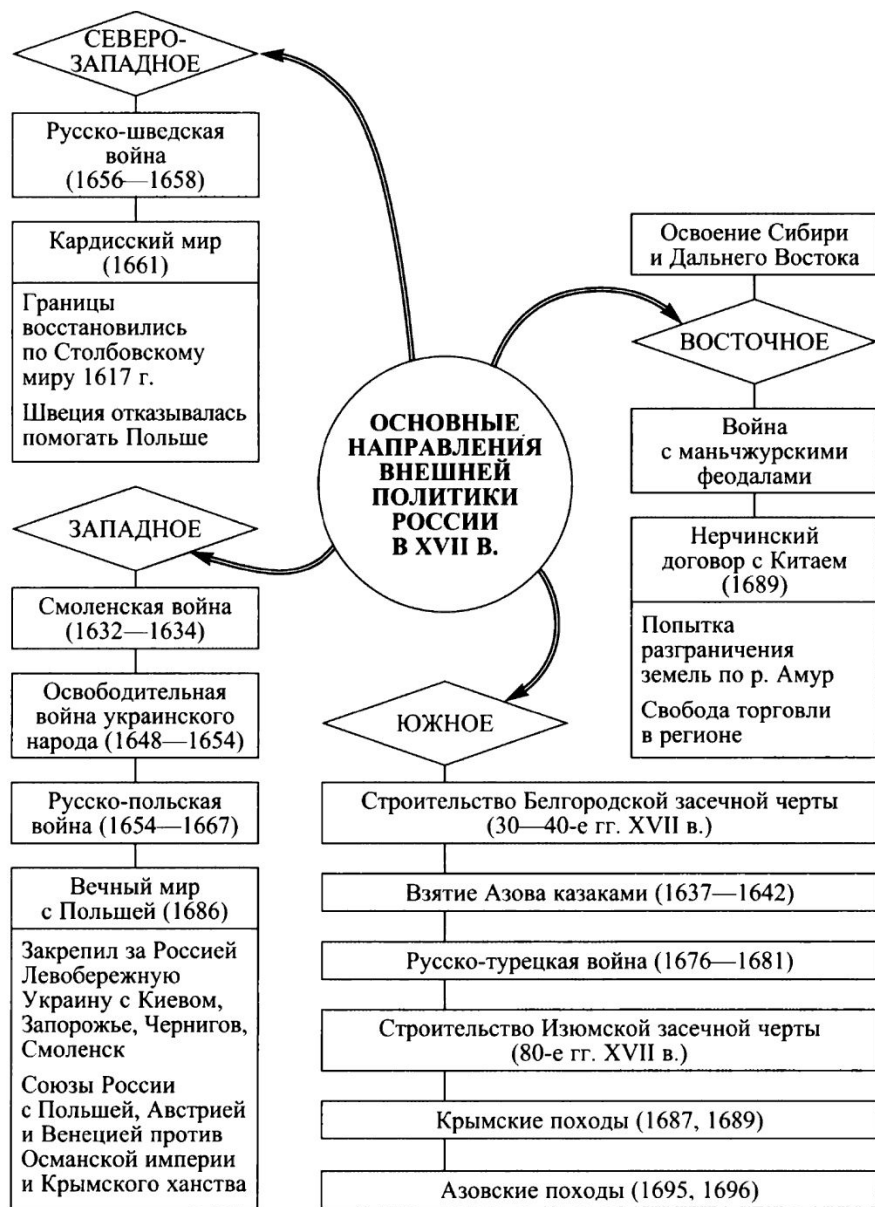 СЕВЕРО-
ЗАПАДНОЕ
Русско-шведская
война
(1656—1658)
Кардисский мир
(1661)
Границы
восстановились
по Столбовскому
миру 1617 г.
Швеция отказывалась
помогать Польше
ОСНОВНЫЕ
НАПРАВЛЕНИЯ
ВНЕШНЕЙ
ПОЛИТИКИ
РОССИИ
В XVII В.
Освоение Сибири
и Дальнего Востока
ВОСТОЧНОЕ
Война
с маньчжурскими
феодалами
Нерчинский
договор с Китаем
(1689)
Попытка
разграничения
земель по р. Амур
Свобода торговли
в регионе
ЗАПАДНОЕ
Смоленская война
(1632—1634)
Освободительная
война украинского
народа (1648—1654)
Русско-польская
война (1654—1667)
Вечный мир
с Польшей (1686)
Закрепил за Россией
Левобережную
Украину с Киевом,
Запорожье, Чернигов,
Смоленск
Союзы России
с Польшей, Австрией
и Венецией против
Османской империи
и Крымского ханства
ЮЖНОЕ
Строительство Белгородской засечной черты
(30—40-е гг. XVII в.)
Взятие Азова казаками (1637—1642)
Русско-турецкая война (1676—1681)
Строительство Изюмской засечной черты
(80-е гг. XVII в.)
Крымские походы (1687, 1689)
Азовские походы (1695, 1696)